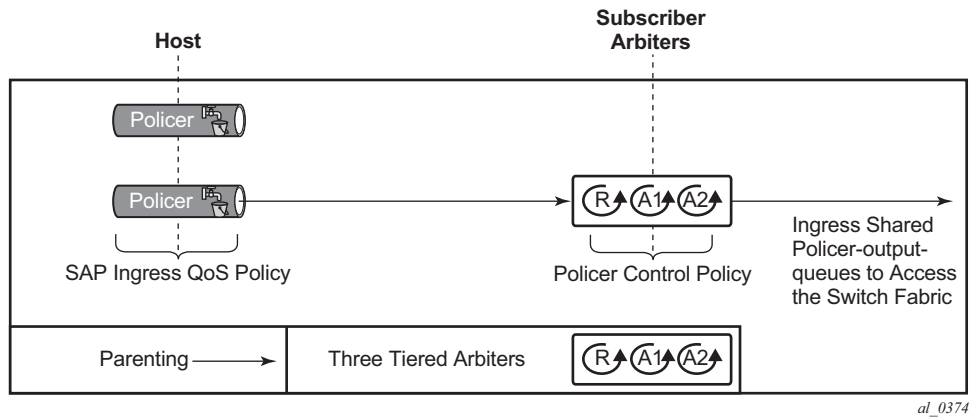 Host
Subscriber
Arbiters
Policer
Policer
R A1 A2
SAP Ingress QoS Policy
Policer Control Policy
Ingress Shared
Policer-output-
queues to Access
the Switch Fabric
Parenting
Three Tiered Arbiters
R A1 A2
al_0374